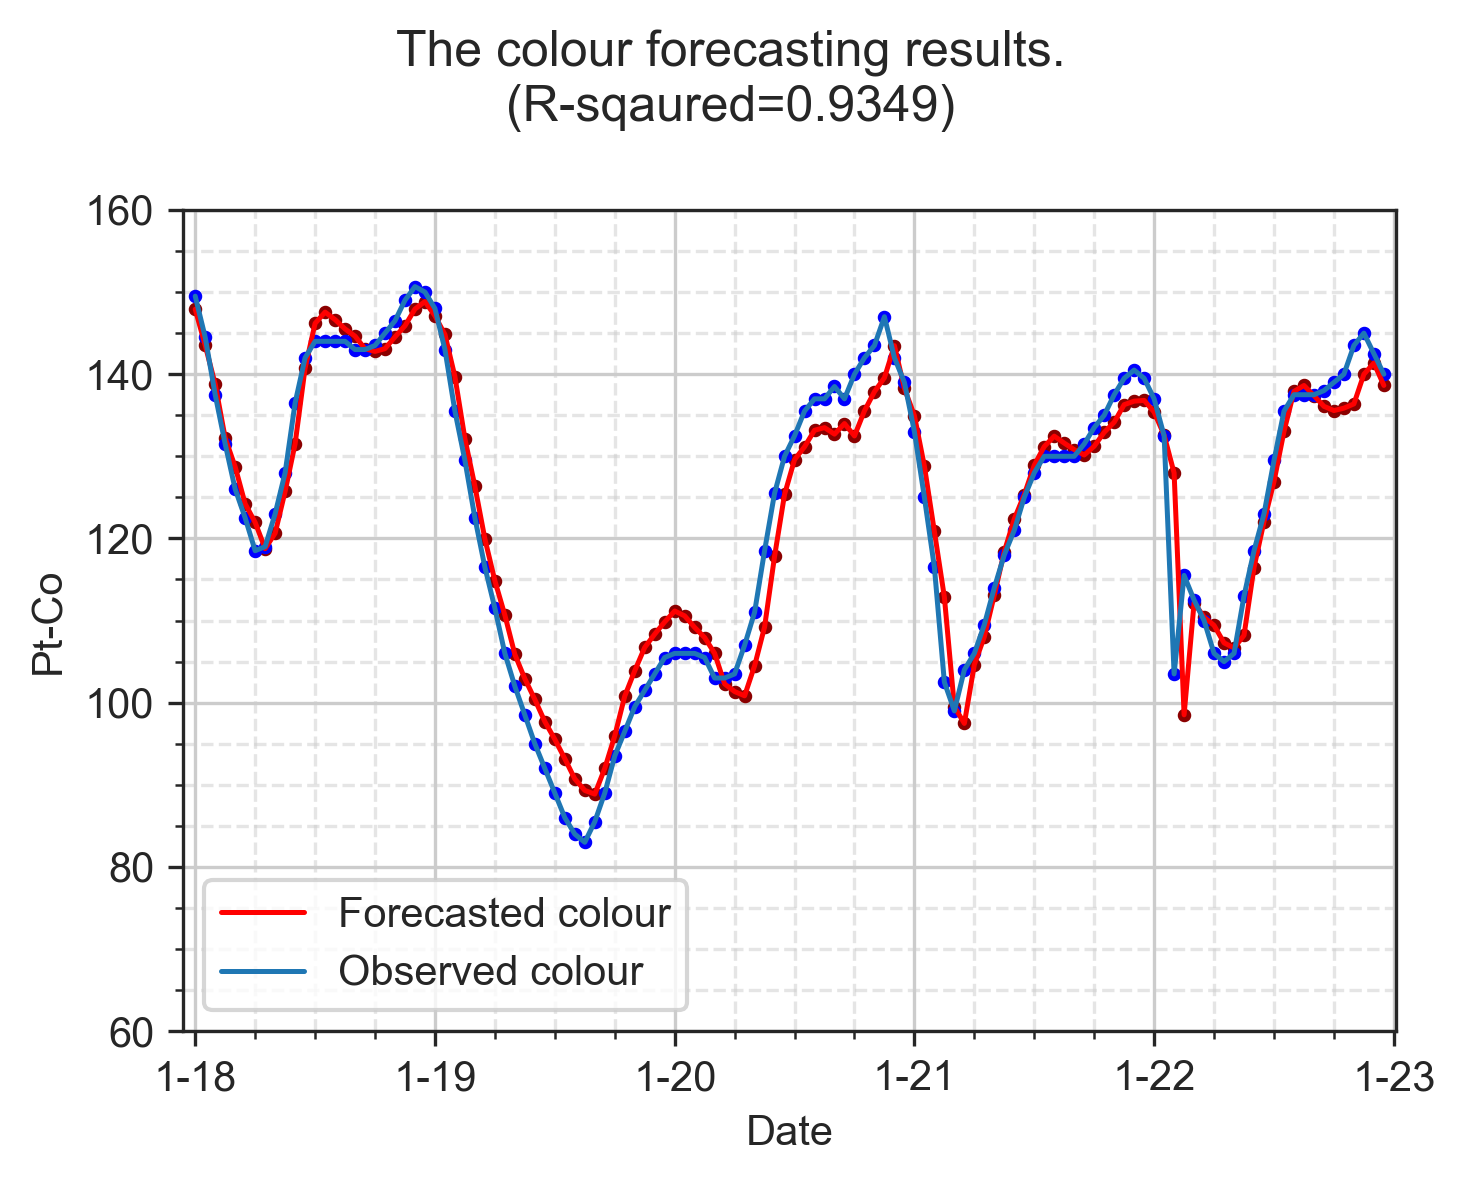 The colour forecasting results.
(R-sqaured=0.9349)
160
140
120
100
80
60
Pt-Co
Forecasted colour
Observed colour
1-18 1-19 1-20 1-21 1-22 1-23
Date